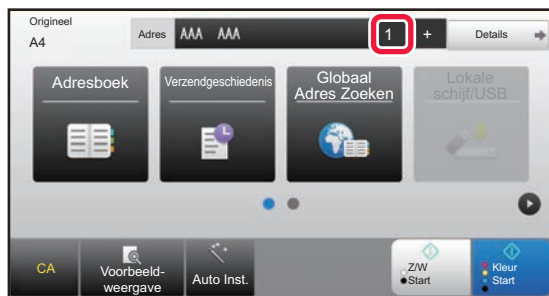 Origineel
A4
Adres AAA AAA 1 + Details
Adresboek
Verzendgeschiedenis
Globaal
Adres Zoeken
Lokale
schijf/USB
CA
Voorbeeld-
weergave
Auto Inst.
Z/W
Start
Kleur
Start